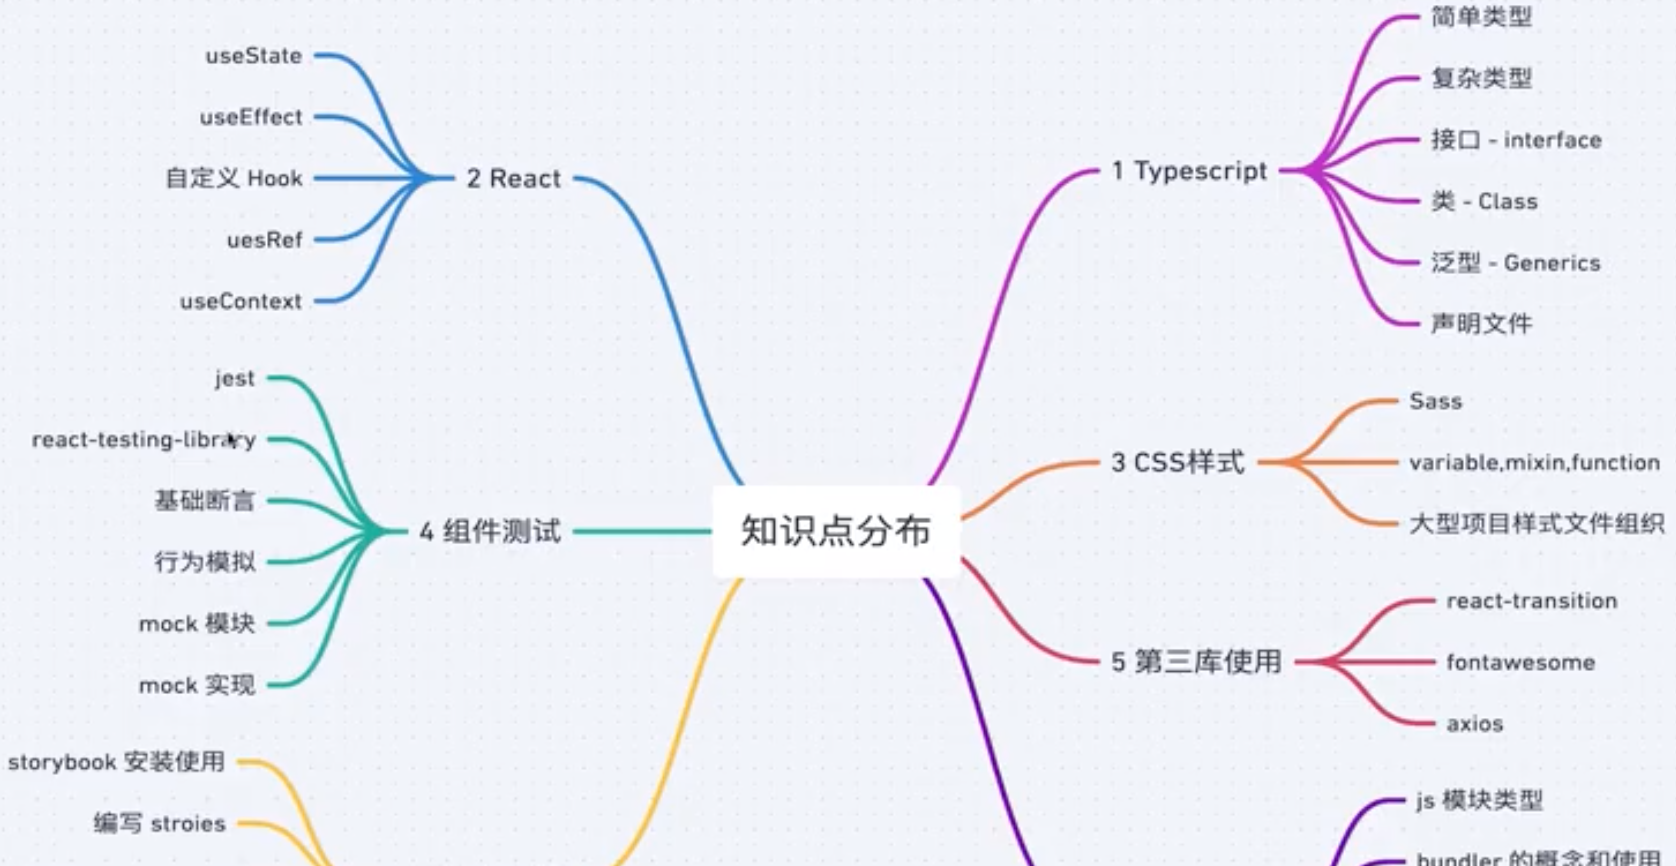 知识点分布
1 Typescript
简单类型
复杂类型
接口 - interface
类 - Class
泛型 - Generics
声明文件
2 React
useState
useEffect
自定义 Hook
uesRef
useContext
3 CSS样式
Sass
variable,mixin,function
大型项目样式文件组织
4 组件测试
jest
react-testing-library
基础断言
行为模拟
mock 模块
mock 实现
5 第三库使用
react-transition
fontawesome
axios
storybook 安装使用
编写 stroies
js 模块类型
bundler 的概念和使用